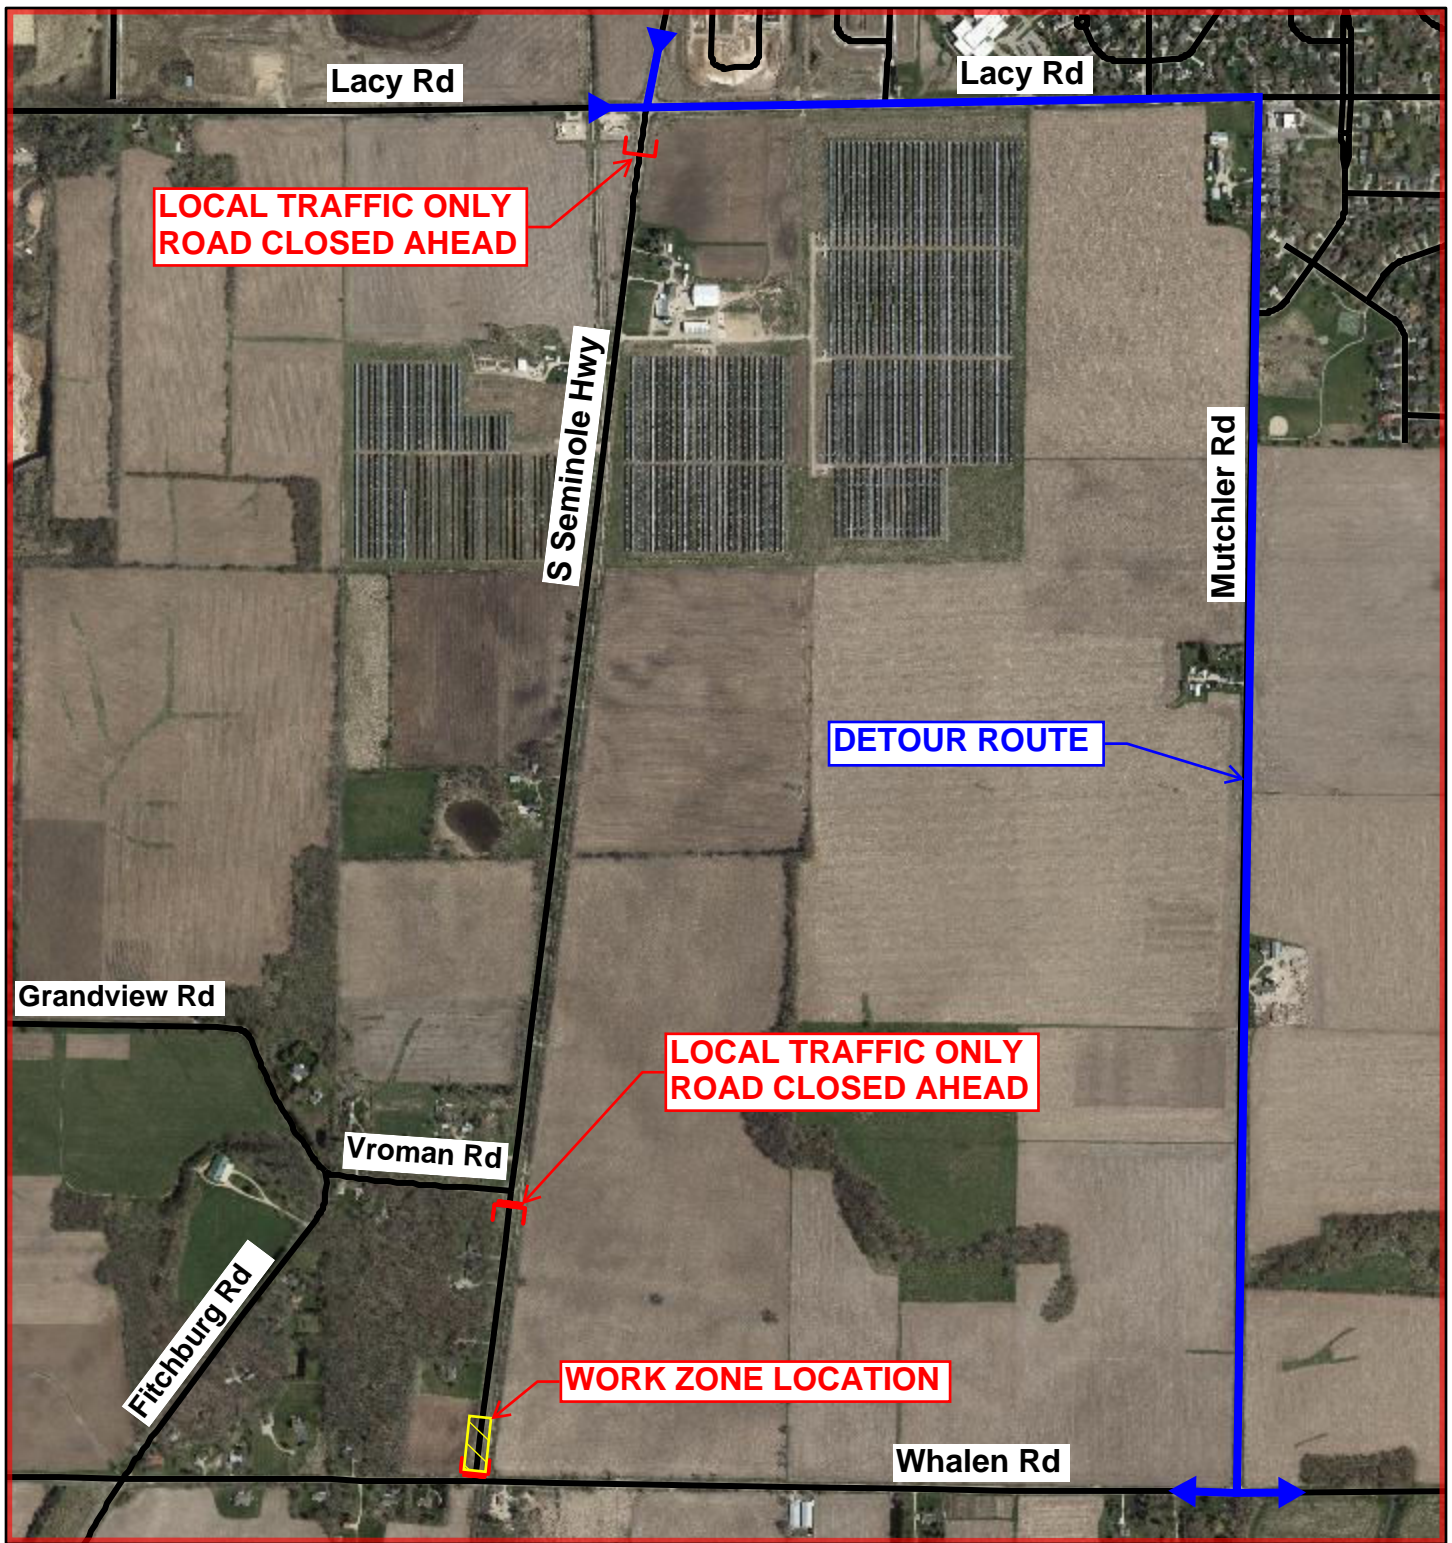 Lacy Rd
Lacy Rd
LOCAL TRAFFIC ONLY
ROAD CLOSED AHEAD
S Seminole Hwy
Mutchler Rd
DETOUR ROUTE
Grandview Rd
LOCAL TRAFFIC ONLY
ROAD CLOSED AHEAD
Vroman Rd
Fitchburg Rd
WORK ZONE LOCATION
Whalen Rd